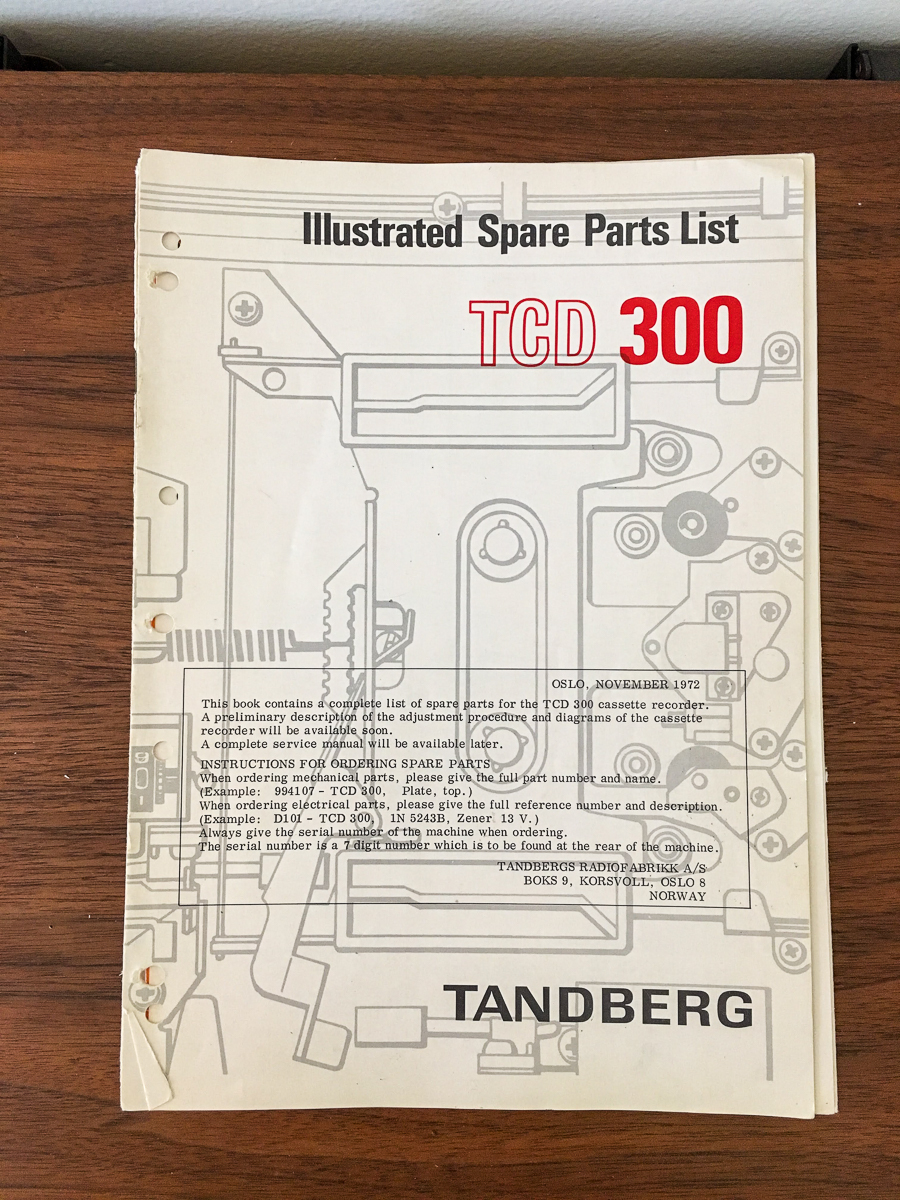 Illustrated Spare Parts List
TCD 300
OSLO, NOVEMBER 1972
This book contains a complete list of spare parts for the TCD 300 cassette recorder.
A preliminary description of the adjustment procedure and diagrams of the cassette
recorder will be available soon.
A complete service manual will be available later.
INSTRUCTIONS FOR ORDERING SPARE PARTS
When ordering mechanical parts, please give the full part number and name.
(Example: 994107 - TCD 300, Plate, top.)
When ordering electrical parts, please give the full reference number and description.
(Example: D101 - TCD 300, 1N 5243B, Zener 13 V.)
Always give the serial number of the machine when ordering.
The serial number is a 7 digit number which is to be found at the rear of the machine.
TANDBERGS RADIOFABRIKK A/S
BOKS 9, KORSVOLL, OSLO 8
NORWAY
TANDBERG